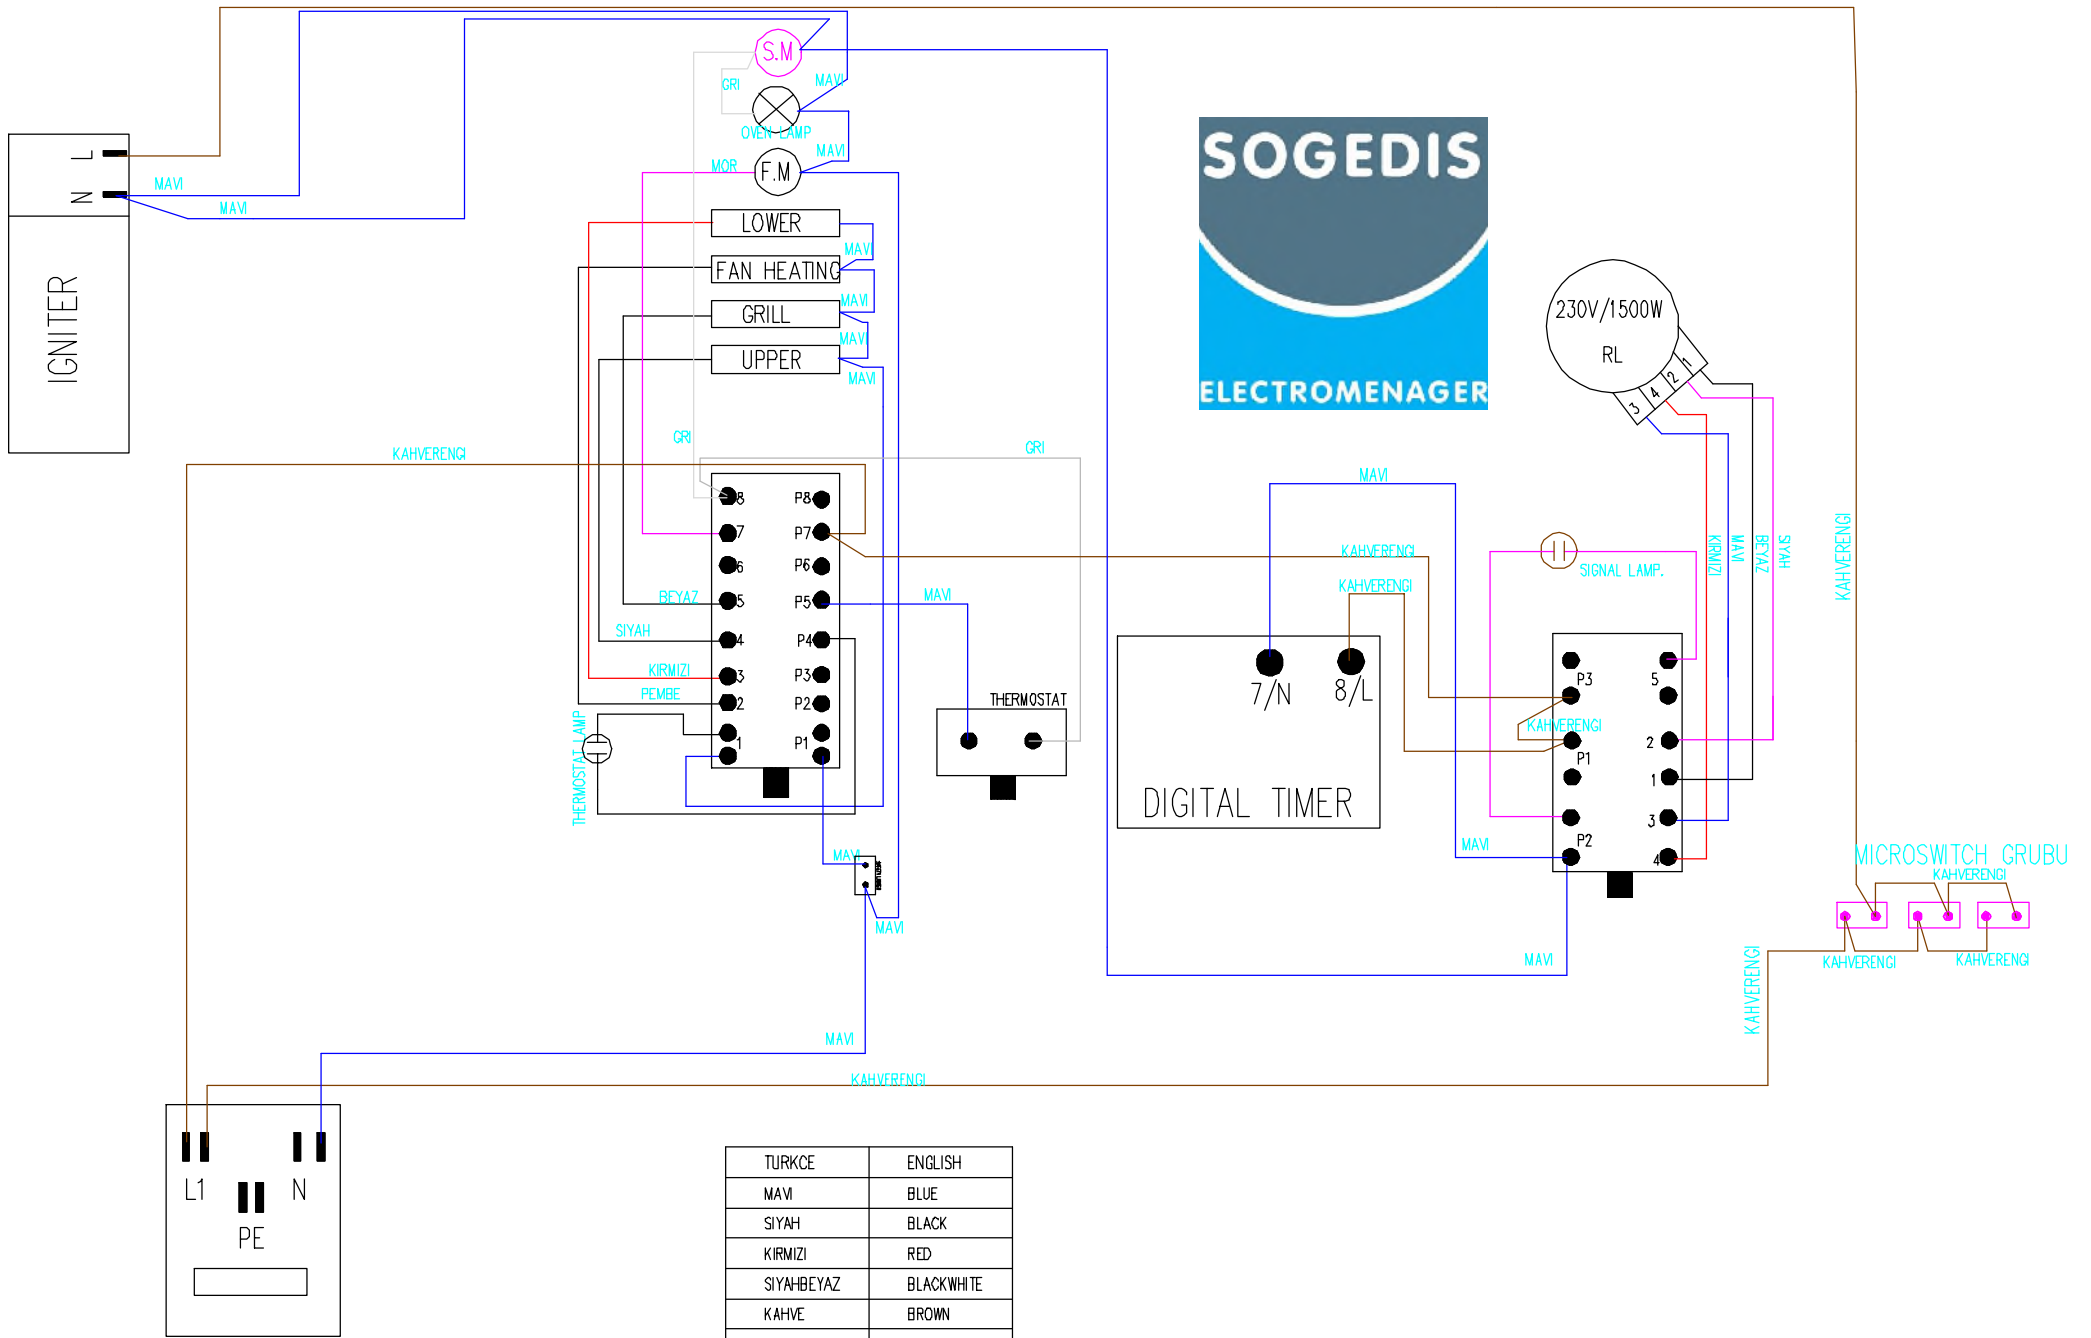 S.M
GRI
MAVI
OVEN LAMP
MOR
MAVI
F.M
L
N
MAVI
MAVI
IGNITER
LOWER
MAVI
FAN HEATING
MAVI
GRILL
MAVI
UPPER
MAVI
SOGEDIS
ELECTROMENAGER
230V/1500W
RL
1
2
4
3
GRI
GRI
KAHVERENGI
MAVI
8
P8
7
P7
6
P6
5
P5
4
P4
3
P3
2
P2
1
P1
BEYAZ
SIYAH
KIRMIZI
PEMBE
THERMOSTAT LAMP
MAVI
THERMOSTAT
KAHVERENGI
KAHVERENGI
7/N
8/L
DIGITAL TIMER
SIGNAL LAMP.
KIRMIZI
MAVI
BEYAZ
SIYAH
KAHVERENGI
P3
5
KAHVERENGI
2
P1
1
3
P2
4
MAVI
MAVI
MAVI
MAVI
MICROSWITCH GRUBU
KAHVERENGI
KAHVERENGI
KAHVERENGI
KAHVERENGI
MAVI
KAHVERENGI
L1
N
PE
TURKCE ENGLISH
MAVI BLUE
SIYAH BLACK
KIRMIZI RED
SIYAHBEYAZ BLACKWHITE
KAHVE BROWN